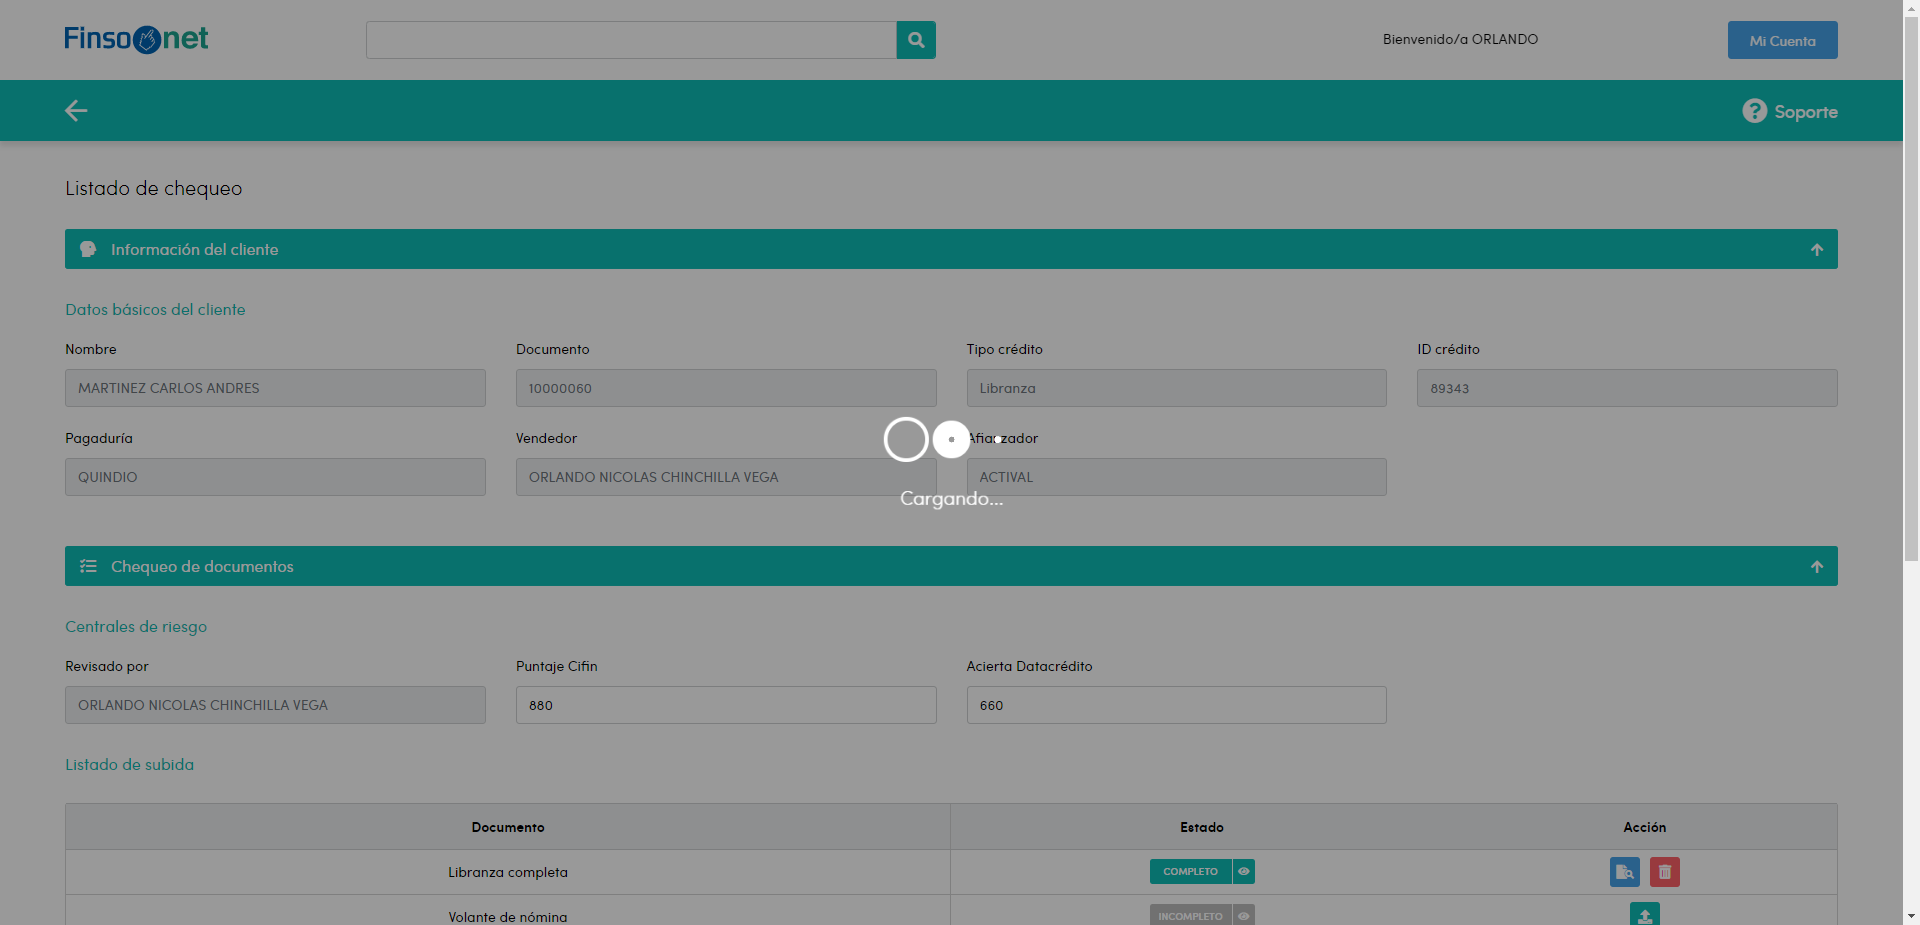 Finsonet
Bienvenido/a ORLANDO
Mi Cuenta
Soporte
Listado de chequeo
Información del cliente
Datos básicos del cliente
Nombre Documento Tipo crédito ID crédito
MARTINEZ CARLOS ANDRES 10000060 Libranza 89343
Pagaduría Vendedor Afianzador
QUINDIO ORLANDO NICOLAS CHINCHILLA VEGA ACTIVAL
Cargando...
Chequeo de documentos
Centrales de riesgo
Revisado por Puntaje Cifin Acierta Datacrédito
ORLANDO NICOLAS CHINCHILLA VEGA 880 660
Listado de subida
Documento Estado Acción
Libranza completa COMPLETO
Volante de nómina INCOMPLETO